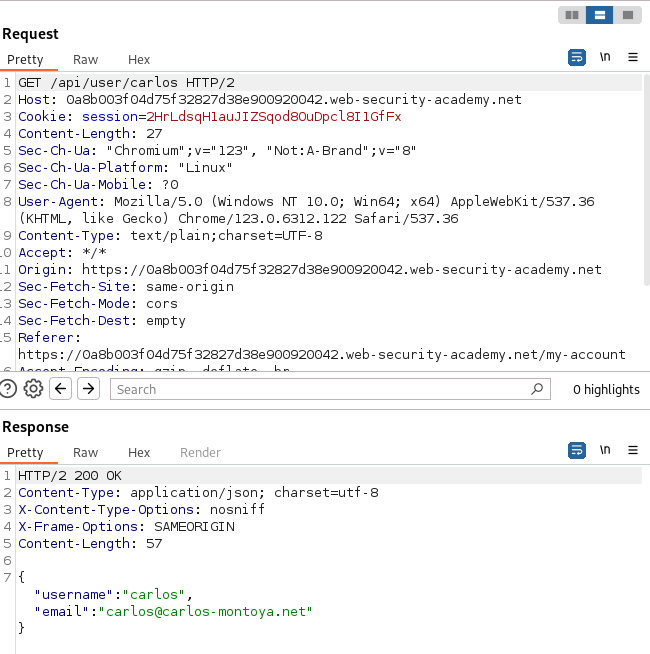 Request
Pretty Raw Hex \n
1 GET /api/user/carlos HTTP/2
2 Host: 0a8b003f04d75f32827d38e900920042.web-security-academy.net
3 Cookie: session=2HrLdsqH1auJIZSqod8OuDpcl8I1GfFx
4 Content-Length: 27
5 Sec-Ch-Ua: "Chromium";v="123", "Not:A-Brand";v="8"
6 Sec-Ch-Ua-Platform: "Linux"
7 Sec-Ch-Ua-Mobile: ?0
8 User-Agent: Mozilla/5.0 (Windows NT 10.0; Win64; x64) AppleWebKit/537.36
(KHTML, like Gecko) Chrome/123.0.6312.122 Safari/537.36
9 Content-Type: text/plain;charset=UTF-8
10 Accept: */*
11 Origin: https://0a8b003f04d75f32827d38e900920042.web-security-academy.net
12 Sec-Fetch-Site: same-origin
13 Sec-Fetch-Mode: cors
14 Sec-Fetch-Dest: empty
15 Referer:
https://0a8b003f04d75f32827d38e900920042.web-security-academy.net/my-account
16 Accept-Encoding: gzip, deflate, br
Search 0 highlights
Response
Pretty Raw Hex Render \n
1 HTTP/2 200 OK
2 Content-Type: application/json; charset=utf-8
3 X-Content-Type-Options: nosniff
4 X-Frame-Options: SAMEORIGIN
5 Content-Length: 57
6
7 {
"username":"carlos",
"email":"carlos@carlos-montoya.net"
}